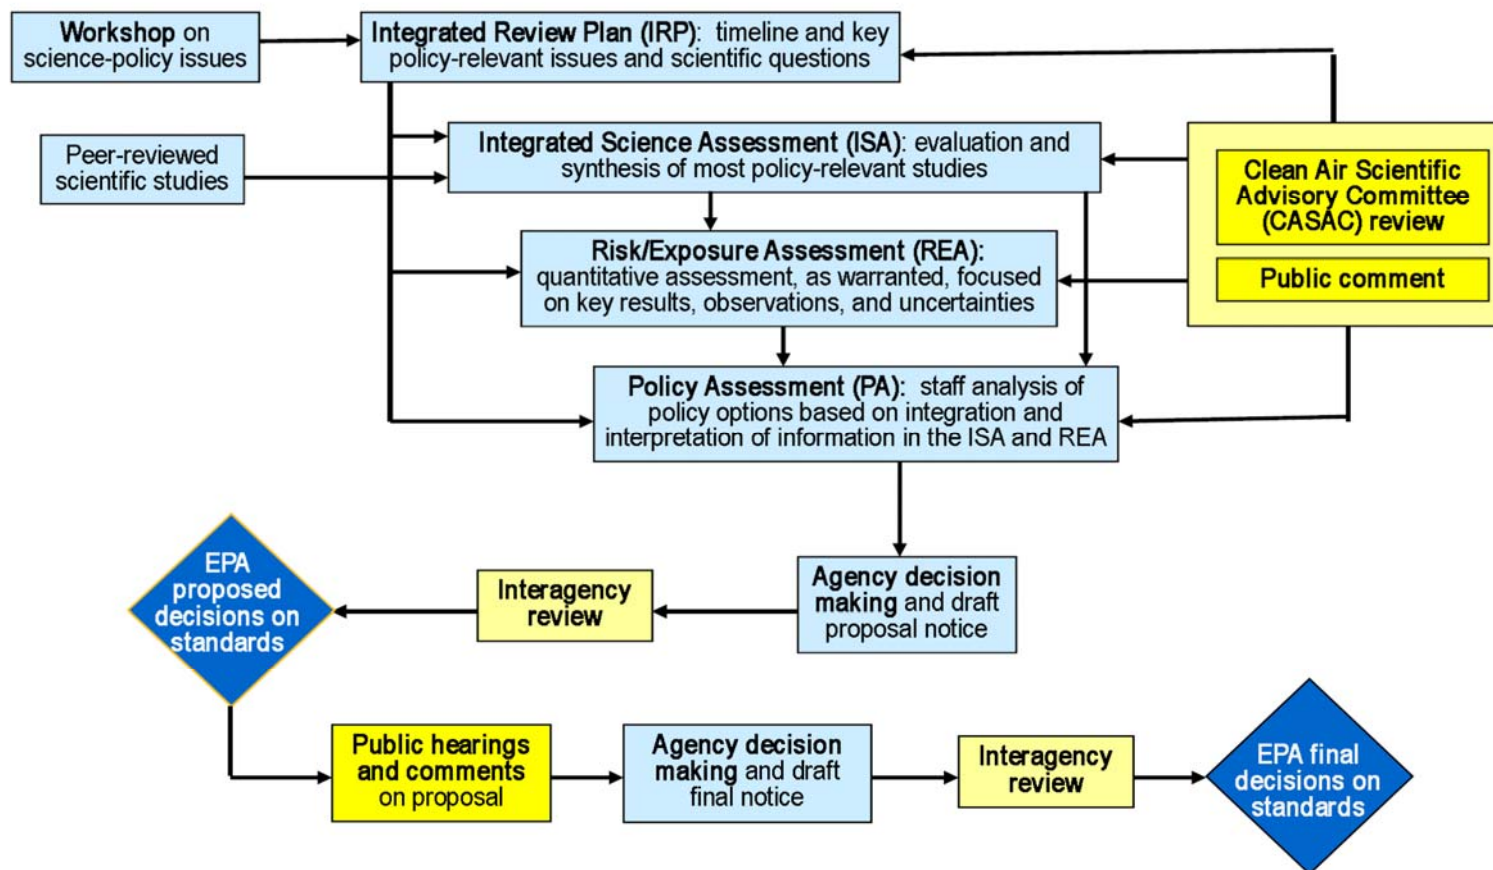 Workshop on
science-policy issues
Integrated Review Plan (IRP):  timeline and key
policy-relevant issues and scientific questions
Peer-reviewed
scientific studies
Integrated Science Assessment (ISA): evaluation and
synthesis of most policy-relevant studies
Clean Air Scientific
Advisory Committee
(CASAC) review
Public comment
Risk/Exposure Assessment (REA):
quantitative assessment, as warranted, focused
on key results, observations, and uncertainties
Policy Assessment (PA):  staff analysis of
policy options based on integration and
interpretation of information in the ISA and REA
Agency decision
making and draft
proposal notice
Interagency
review
EPA
proposed
decisions on
standards
Public hearings
and comments
on proposal
Agency decision
making and draft
final notice
Interagency
review
EPA final
decisions on
standards